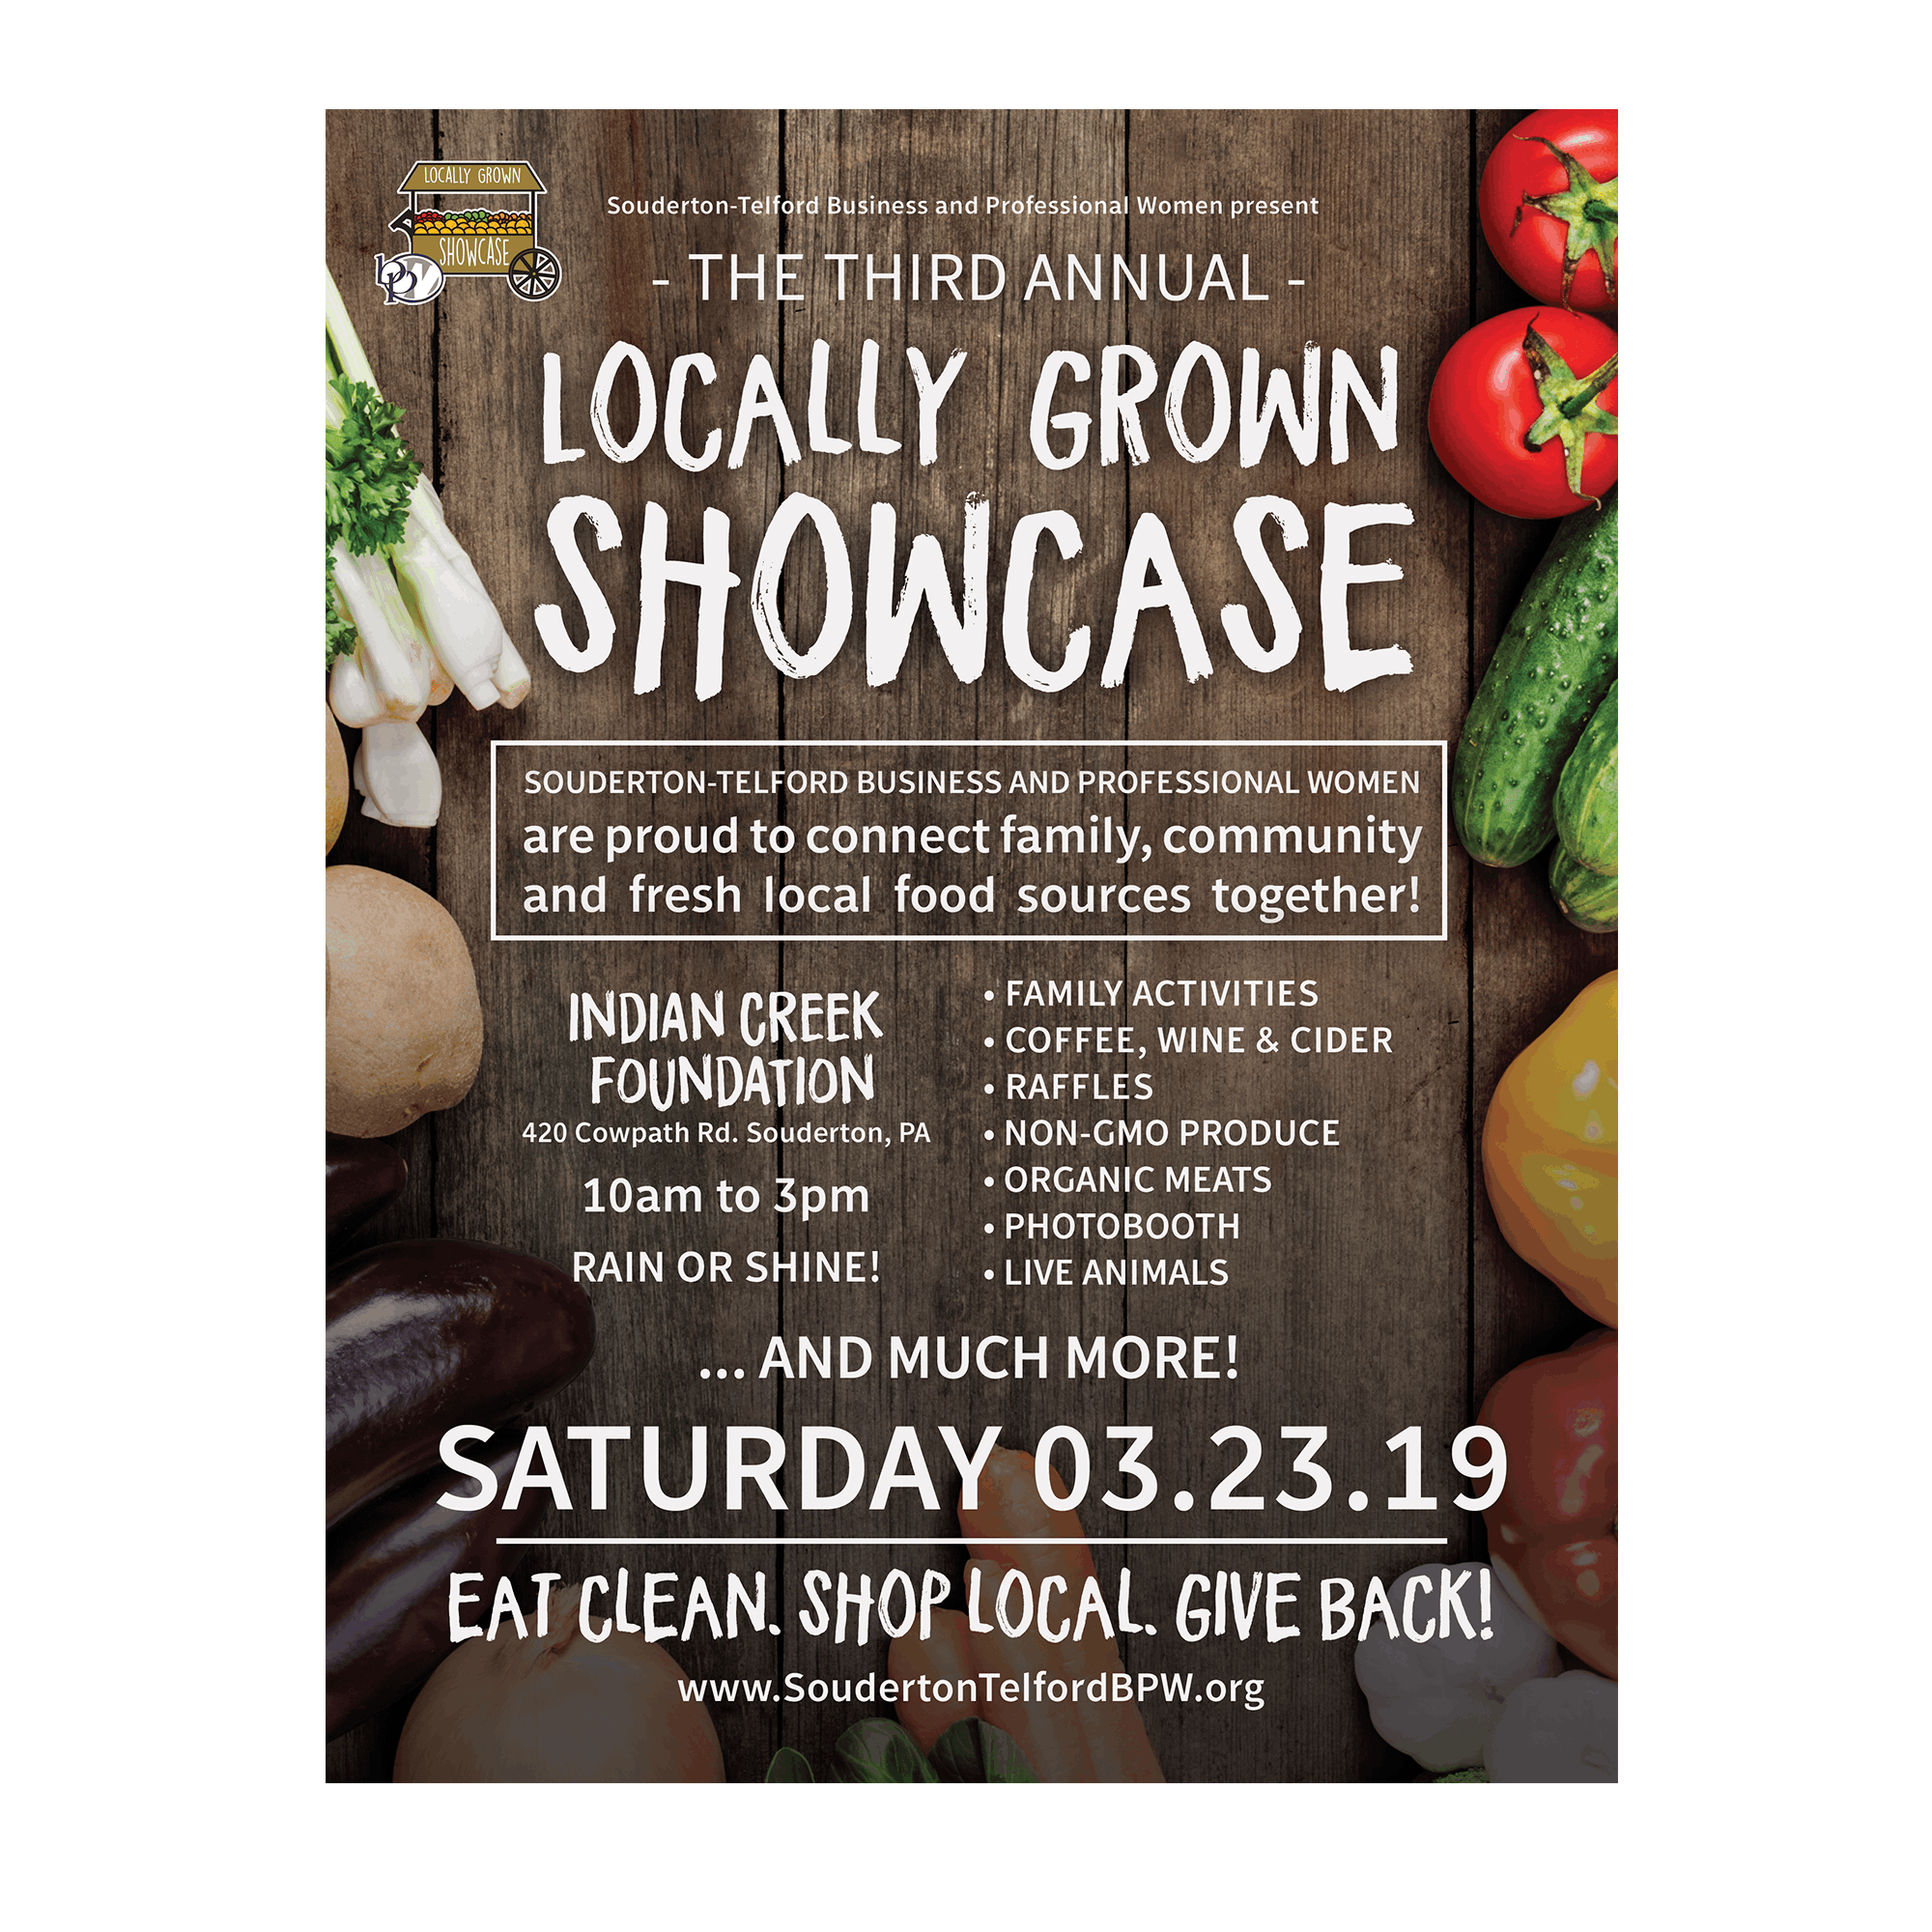 LOCALLY GROWN
SHOWCASE
bpw
Souderton-Telford Business and Professional Women present
- THE THIRD ANNUAL -
LOCALLY GROWN
SHOWCASE
SOUDERTON-TELFORD BUSINESS AND PROFESSIONAL WOMEN
are proud to connect family, community
and fresh local food sources together!
INDIAN CREEK
FOUNDATION
420 Cowpath Rd. Souderton, PA
10am to 3pm
RAIN OR SHINE!
• FAMILY ACTIVITIES
• COFFEE, WINE & CIDER
• RAFFLES
• NON-GMO PRODUCE
• ORGANIC MEATS
• PHOTOBOOTH
• LIVE ANIMALS
... AND MUCH MORE!
SATURDAY 03.23.19
EAT CLEAN. SHOP LOCAL. GIVE BACK!
www.SoudertonTelfordBPW.org